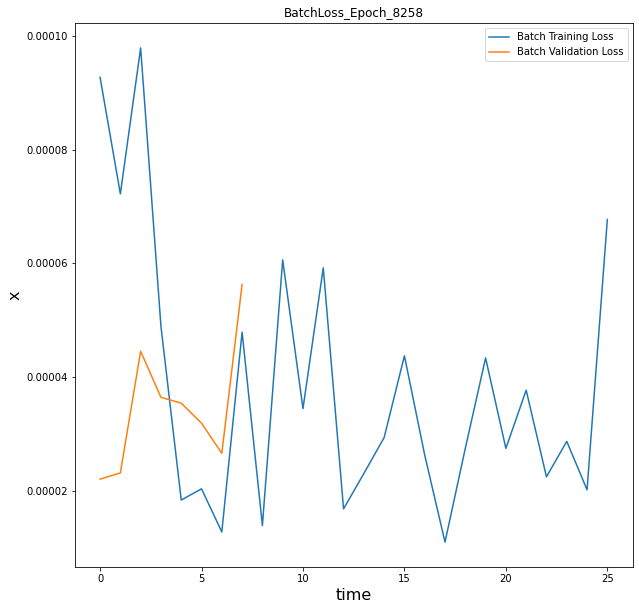 BatchLoss_Epoch_8258
Batch Training Loss
Batch Validation Loss
0.00010
0.00008
0.00006
0.00004
0.00002
x
0 5 10 15 20 25
time